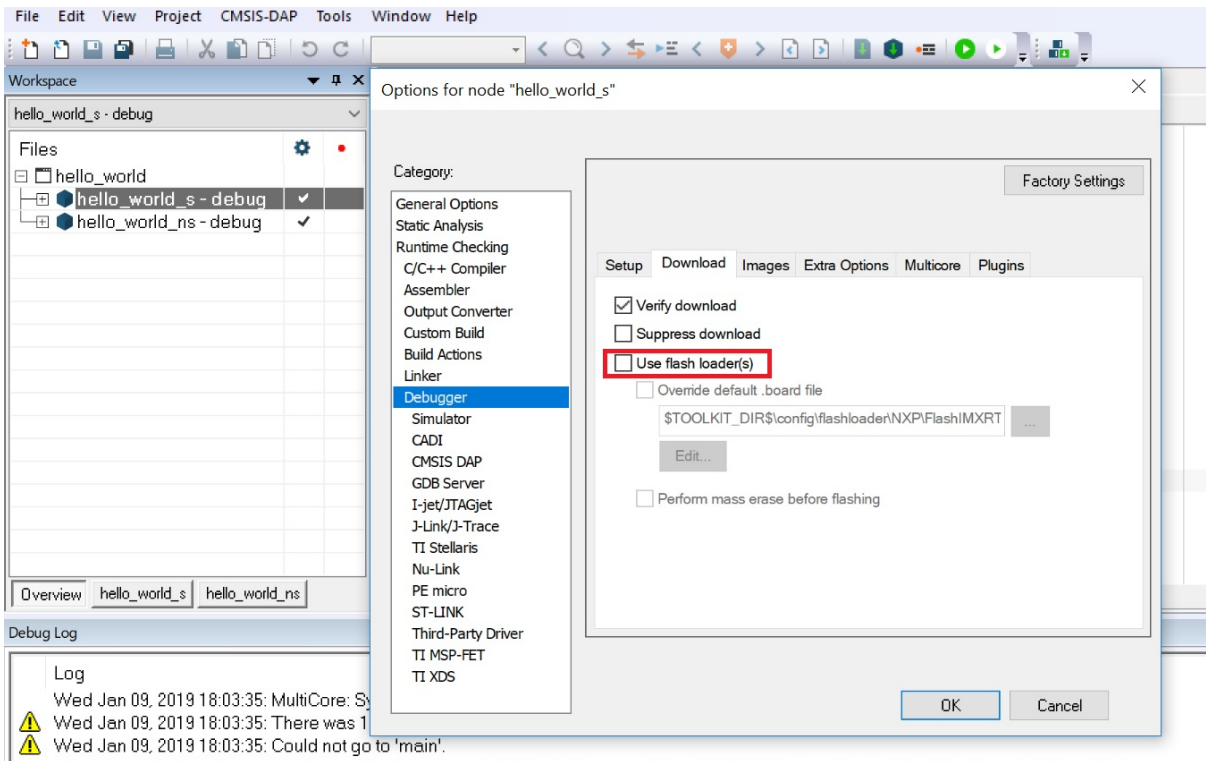 File Edit View Project CMSIS-DAP Tools Window Help
Workspace
hello_world_s - debug
Files
hello_world
hello_world_s - debug
hello_world_ns - debug
Overview hello_world_s hello_world_ns
Options for node "hello_world_s"
Category:
General Options
Static Analysis
Runtime Checking
C/C++ Compiler
Assembler
Output Converter
Custom Build
Build Actions
Linker
Debugger
Simulator
CADI
CMSIS DAP
GDB Server
I-jet/JTAGjet
J-Link/J-Trace
TI Stellaris
Nu-Link
PE micro
ST-LINK
Third-Party Driver
TI MSP-FET
TI XDS
Factory Settings
Setup Download Images Extra Options Multicore Plugins
Verify download
Suppress download
Use flash loader(s)
Override default .board file
$TOOLKIT_DIR$\config\flashloader\NXP\FlashIMXRT
...
Edit...
Perform mass erase before flashing
OK Cancel
Debug Log
Log
Wed Jan 09, 2019 18:03:35: MultiCore: Sy
Wed Jan 09, 2019 18:03:35: There was 1
Wed Jan 09, 2019 18:03:35: Could not go to 'main'.